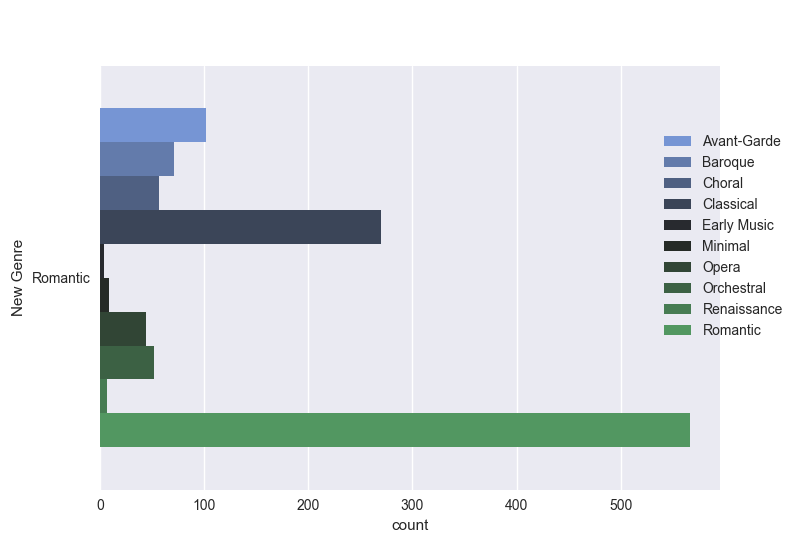 New Genre
Romantic
0
100
200
300
400
500
count
Avant-Garde
Baroque
Choral
Classical
Early Music
Minimal
Opera
Orchestral
Renaissance
Romantic